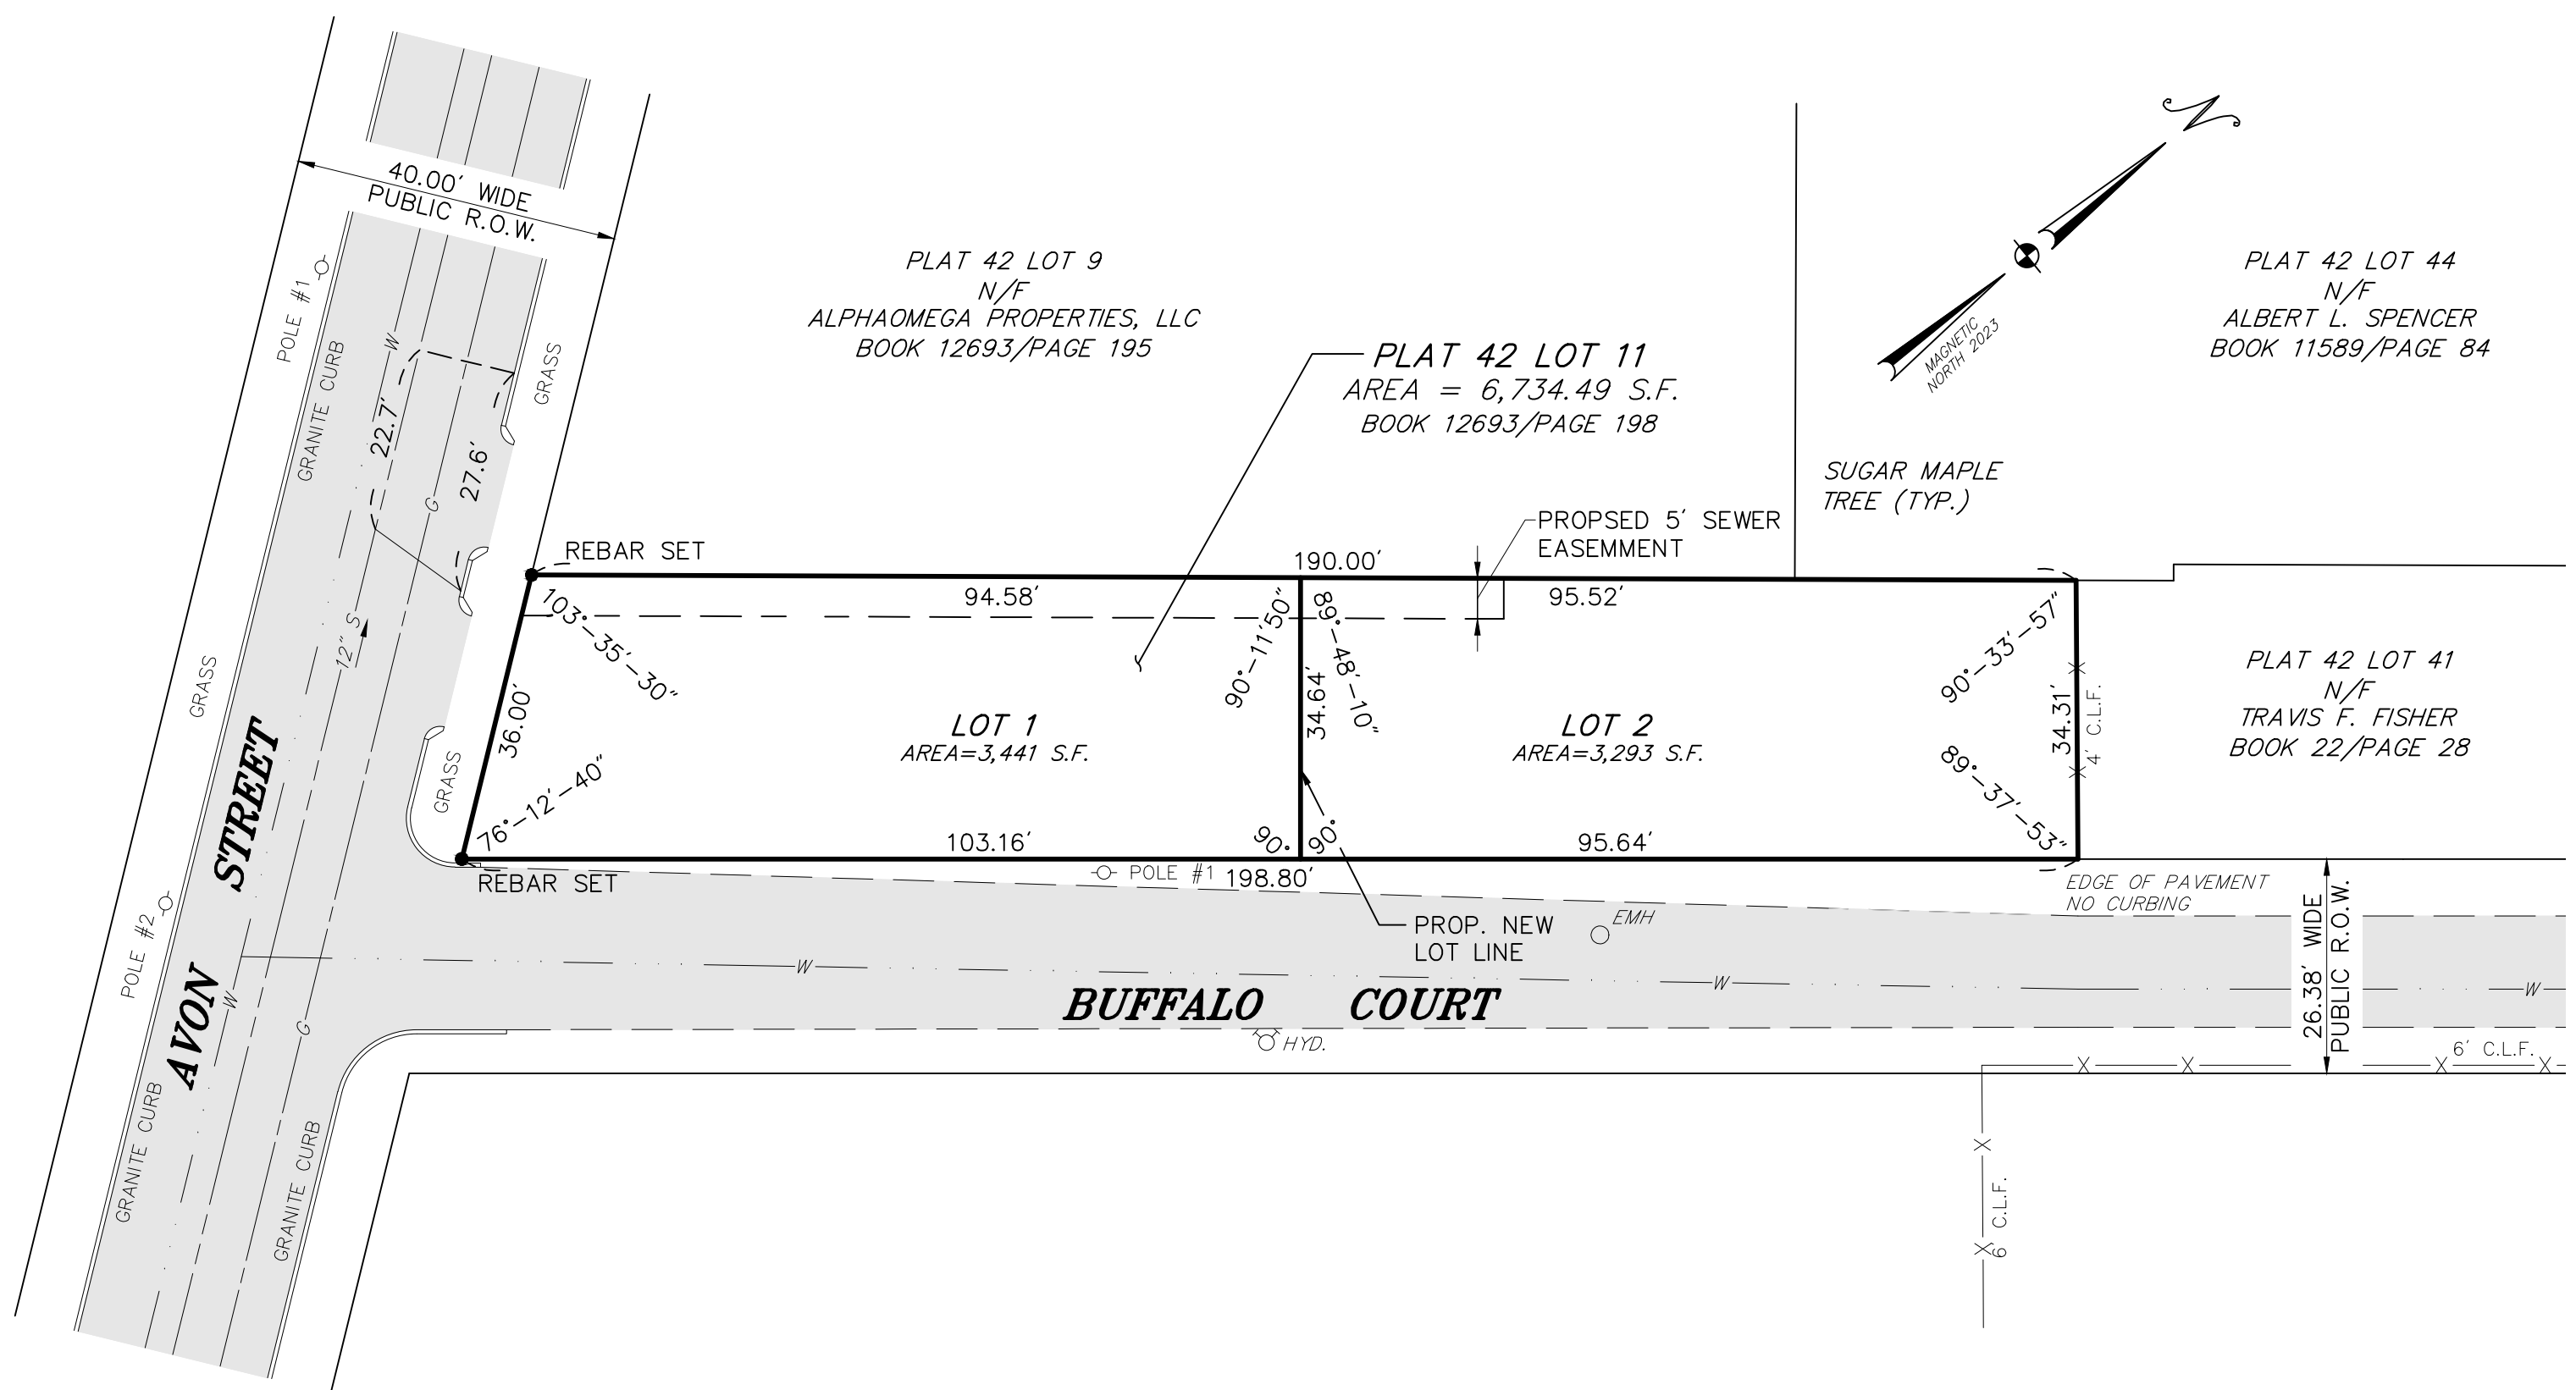 N
MAGNETIC
NORTH 2023
40.00' WIDE
PUBLIC R.O.W.
POLE #1
GRANITE CURB
W
22.7'
27.6'
G
GRASS
12" S
GRASS
AVON STREET
GRASS
POLE #2
W
G
GRANITE CURB
GRANITE CURB
PLAT 42 LOT 9
N/F
ALPHAOMEGA PROPERTIES, LLC
BOOK 12693/PAGE 195
PLAT 42 LOT 11
AREA = 6,734.49 S.F.
BOOK 12693/PAGE 198
PLAT 42 LOT 44
N/F
ALBERT L. SPENCER
BOOK 11589/PAGE 84
SUGAR MAPLE
TREE (TYP.)
PROPSED 5' SEWER
EASEMMENT
REBAR SET
190.00'
94.58'
95.52'
103°-35'-30"
90°-11'50"
89°-48'-10"
90°-33'-57"
36.00'
34.64'
34.31'
4' C.L.F.
LOT 1
AREA=3,441 S.F.
LOT 2
AREA=3,293 S.F.
PLAT 42 LOT 41
N/F
TRAVIS F. FISHER
BOOK 22/PAGE 28
76°-12'-40"
90°
90°
89°-37'-53"
103.16'
95.64'
REBAR SET
POLE #1
198.80'
EDGE OF PAVEMENT
NO CURBING
PROP. NEW
LOT LINE
EMH
W
W
W
BUFFALO COURT
HYD.
26.38' WIDE
PUBLIC R.O.W.
X
X
X
X
6' C.L.F.
X
X
6' C.L.F.